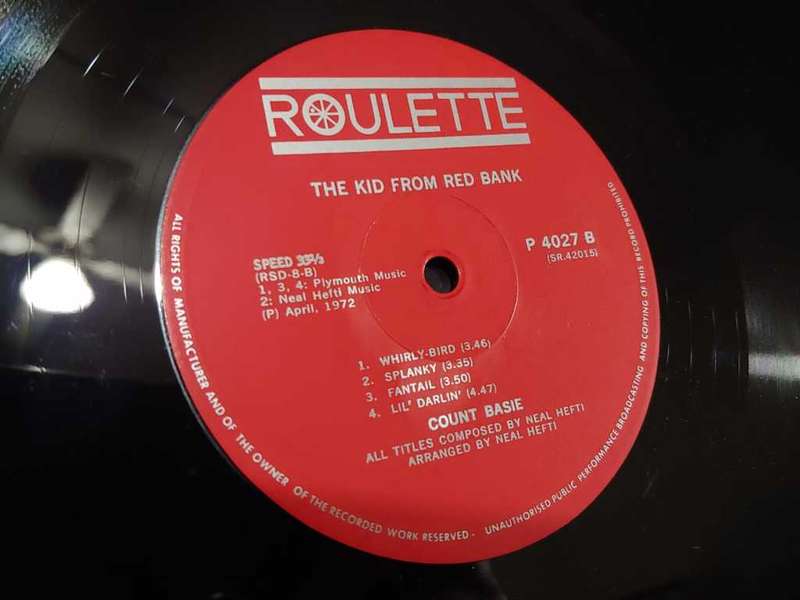 ROULETTE
THE KID FROM RED BANK
P 4027 B
(SR.42015)
SPEED 33⅓
(RSD-8-B)
1, 3, 4: Plymouth Music
2: Neal Hefti Music
(P) April, 1972
1. WHIRLY-BIRD (3.46)
2. SPLANKY (3.35)
3. FANTAIL (3.50)
4. LIL' DARLIN' (4.47)
COUNT BASIE
ALL TITLES COMPOSED BY NEAL HEFTI
ARRANGED BY NEAL HEFTI
ALL RIGHTS OF MANUFACTURER AND OF THE OWNER OF THE RECORDED WORK RESERVED - UNAUTHORISED PUBLIC PERFORMANCE BROADCASTING AND COPYING OF THIS RECORD PROHIBITED